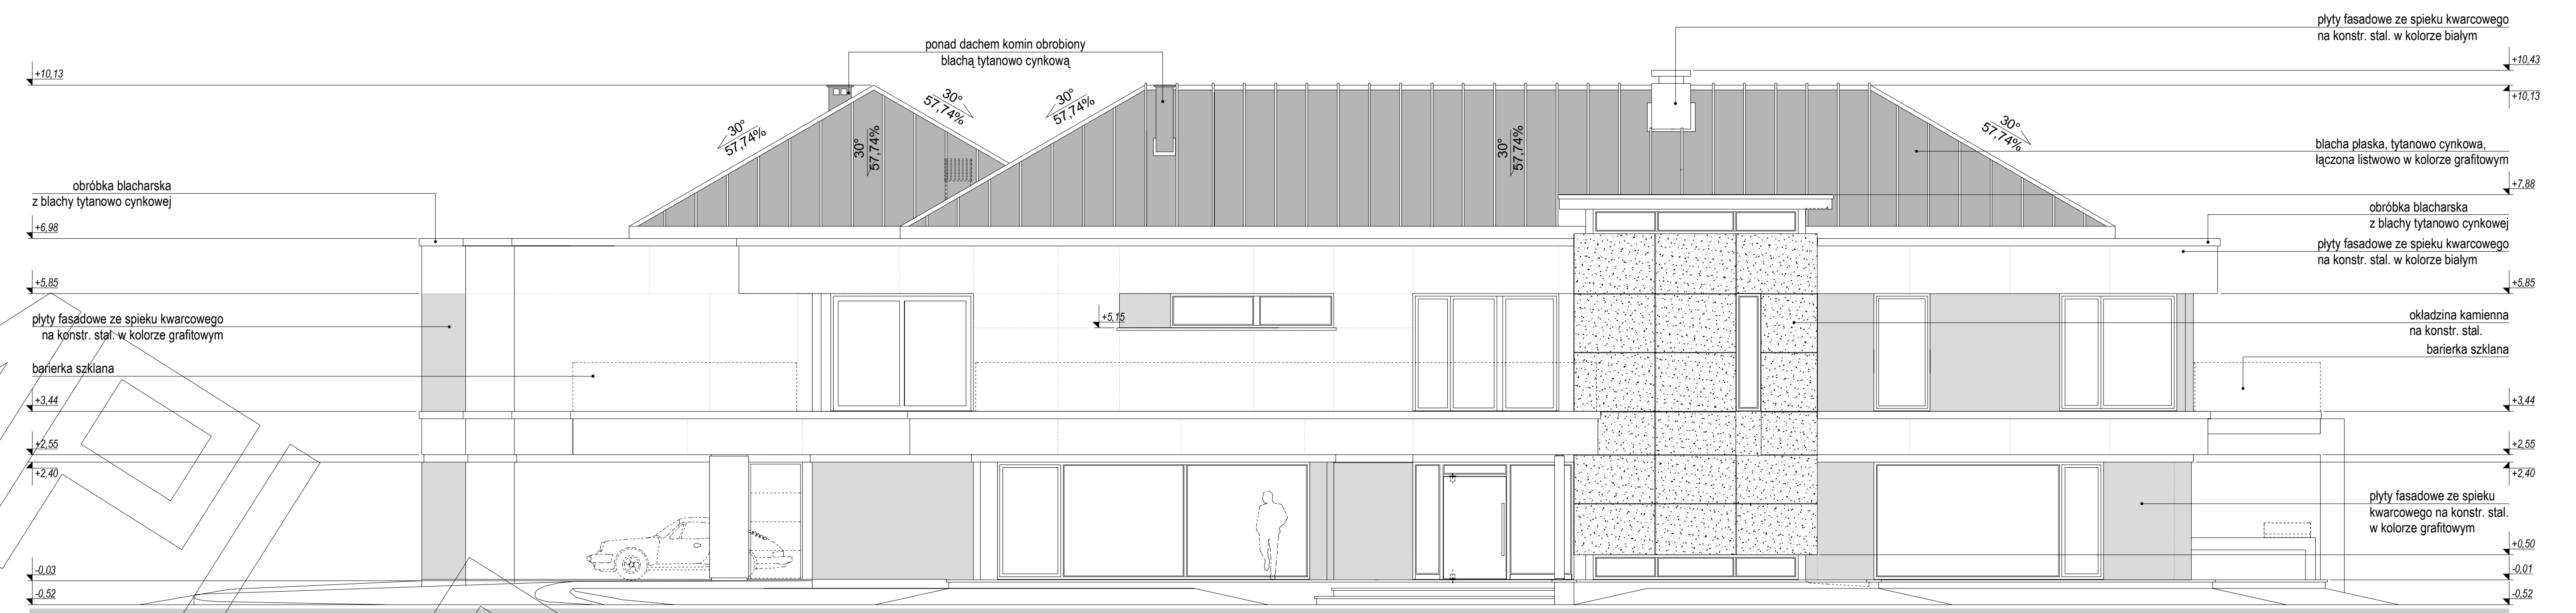 płyty fasadowe ze spieku kwarcowego
na konstr. stal. w kolorze białym
ponad dachem komin obrobiony
blachą tytanowo cynkową
+10,43
+10,13
+10,13
30°
57,74%
30°
57,74%
30°
57,74%
30°
57,74%
30°
57,74%
30°
57,74%
blacha płaska, tytanowo cynkowa,
łączona listwowo w kolorze grafitowym
obróbka blacharska
z blachy tytanowo cynkowej
+7,88
+6,98
obróbka blacharska
z blachy tytanowo cynkowej
płyty fasadowe ze spieku kwarcowego
na konstr. stal. w kolorze białym
+5,85
+5,85
płyty fasadowe ze spieku kwarcowego
na konstr. stal. w kolorze grafitowym
+5,15
okładzina kamienna
na konstr. stal.
barierka szklana
barierka szklana
+3,44
+3,44
+2,55
+2,55
+2,40
+2,40
płyty fasadowe ze spieku
kwarcowego na konstr. stal.
w kolorze grafitowym
+0,50
-0,03
-0,01
-0,52
-0,52